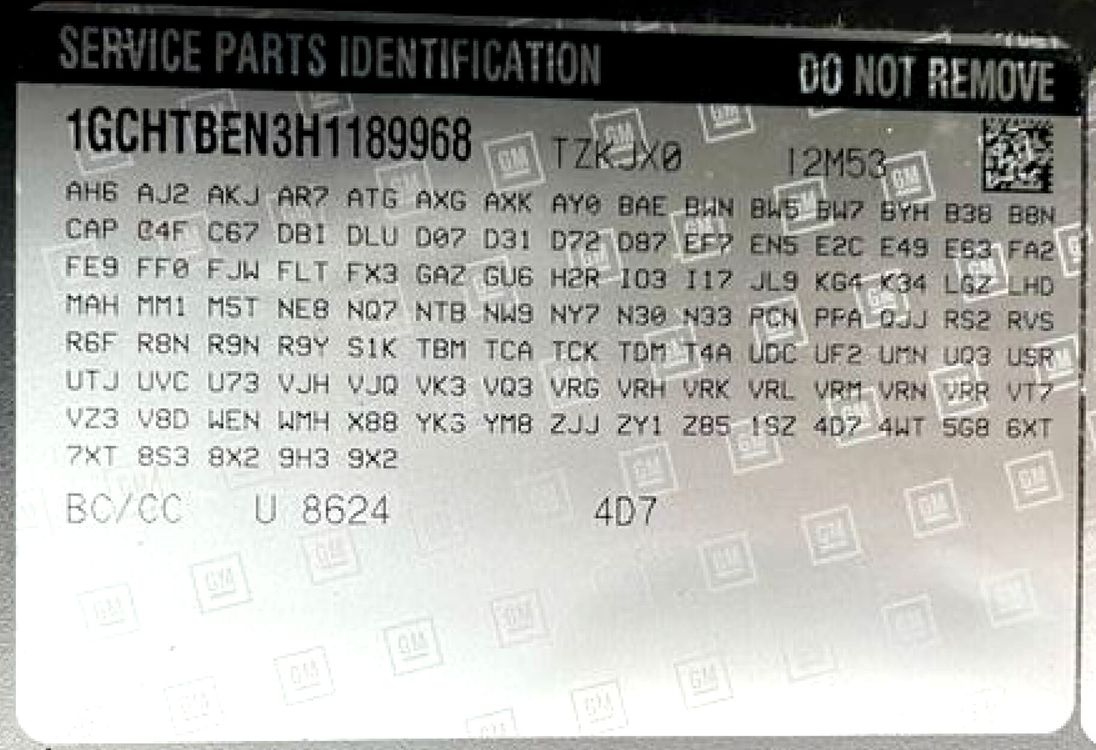 SERVICE PARTS IDENTIFICATION DO NOT REMOVE
1GCHTBEN3H1189968 TZKJX0 I2M53
AH6 AJ2 AKJ AR7 ATG AXG AXK AY0 BAE BWN BW5 BW7 BYH B38 B8N
CAP C4F C67 DBI DLU D07 D31 D72 D87 EF7 EN5 E2C E49 E63 FA2
FE9 FF0 FJW FLT FX3 GAZ GU6 H2R IO3 I17 JL9 KG4 K34 LGZ LHD
MAH MM1 M5T NE8 NQ7 NTB NW9 NY7 N30 N33 PCN PPA QJJ RS2 RVS
R6F R8N R9N R9Y S1K TBM TCA TCK TDM T4A UDC UF2 UMN UQ3 USR
UTJ UVC U73 VJH VJQ VK3 VQ3 VRG VRH VRK VRL VRM VRN VRR VT7
VZ3 V8D WEN WMH X88 YK3 YM8 ZJJ ZY1 Z85 1SZ 4D7 4WT 5G8 6XT
7XT 8S3 8X2 9H3 9X2
BC/CC U 8624 4D7